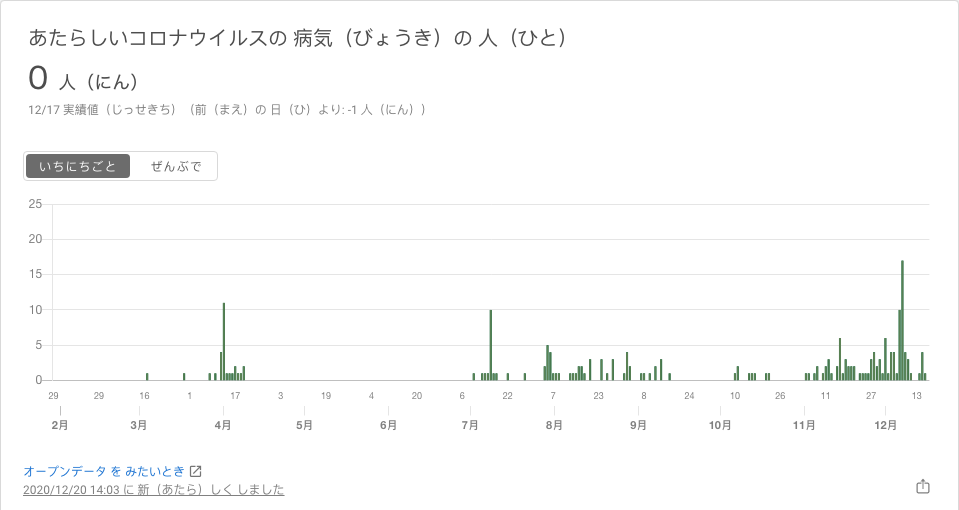 あたらしいコロナウイルスの 病気（びょうき）の 人（ひと）
0 人（にん）
12/17 実績値（じっせきち）（前（まえ）の 日（ひ）より: -1 人（にん））
いちにちごと ぜんぶで
25
20
15
10
5
0
29 29 16 1 17 3 19 4 20 6 22 7 23 8 24 10 26 11 27 13
2月 3月 4月 5月 6月 7月 8月 9月 10月 11月 12月
オープンデータ を みたいとき
2020/12/20 14:03 に 新（あたら）しく しました